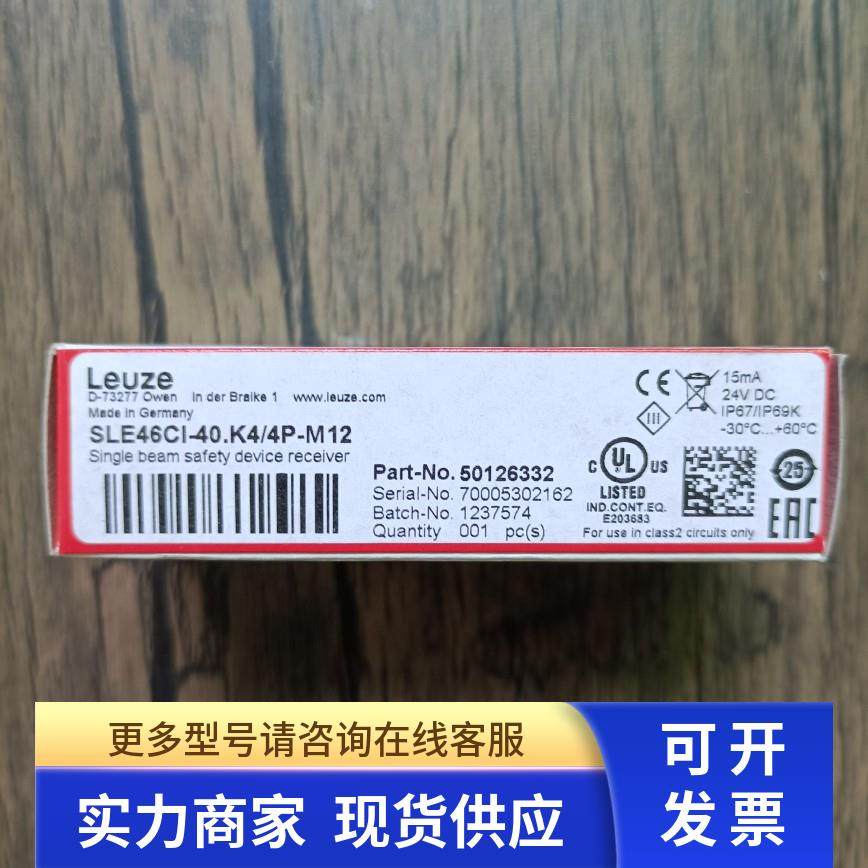 Leuze
D-73277 Owen In der Braike 1 www.leuze.com
Made in Germany
SLE46CI-40.K4/4P-M12
Single beam safety device receiver
Part-No. 50126332
Serial-No. 70005302162
Batch-No. 1237574
Quantity 001 pc(s)
CE
15mA
24V DC
IP67/IP69K
-30°C...+60°C
III
C UL US
LISTED
IND.CONT.EQ.
E203683
For use in class2 circuits only
25
EAC
更多型号请咨询在线客服
实力商家 现货供应
可开
发票